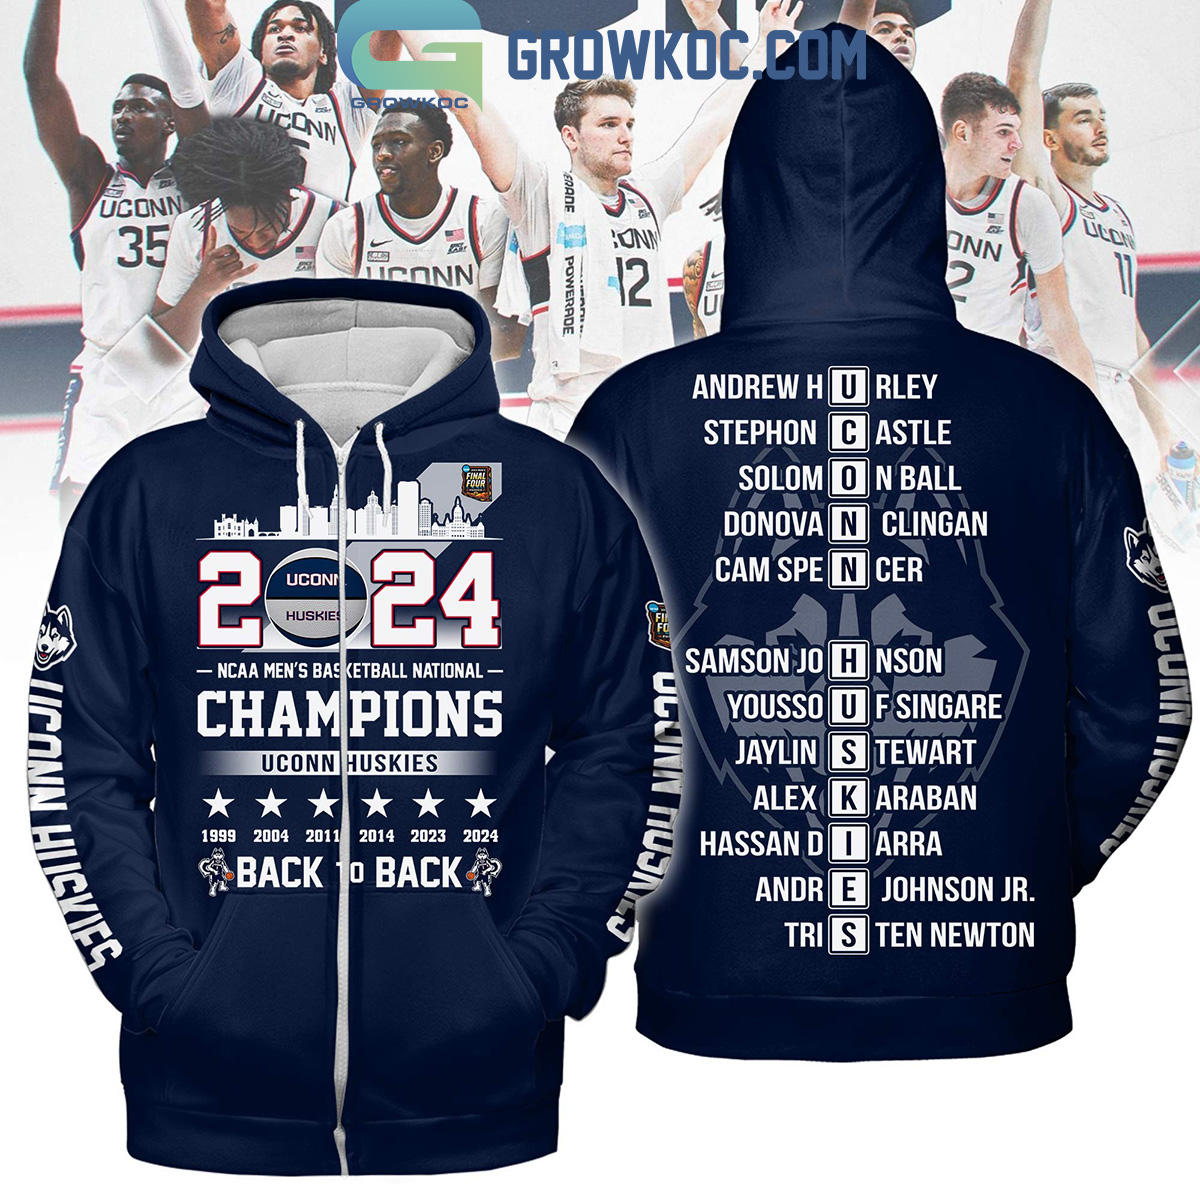 GROWKOC
GROWKOC.COM
UCONN
UCONN
35
UCONN
POWERADE
12
UCONN
11
FINAL
FOUR
2024
UCONN
HUSKIES
NCAA MEN'S BASKETBALL NATIONAL
CHAMPIONS
UCONN HUSKIES
1999 2004 2011 2014 2023 2024
BACK TO BACK
UCONN HUSKIES
UCONN HUSKIES
ANDREW HURLEY
STEPHON CASTLE
SOLOMON BALL
DONOVAN CLINGAN
CAM SPENCER
SAMSON JOHNSON
YOUSSOUF SINGARE
JAYLIN STEWART
ALEX KARABAN
HASSAN DIARRA
ANDRE JOHNSON JR.
TRISTEN NEWTON
UCONN HUSKIES